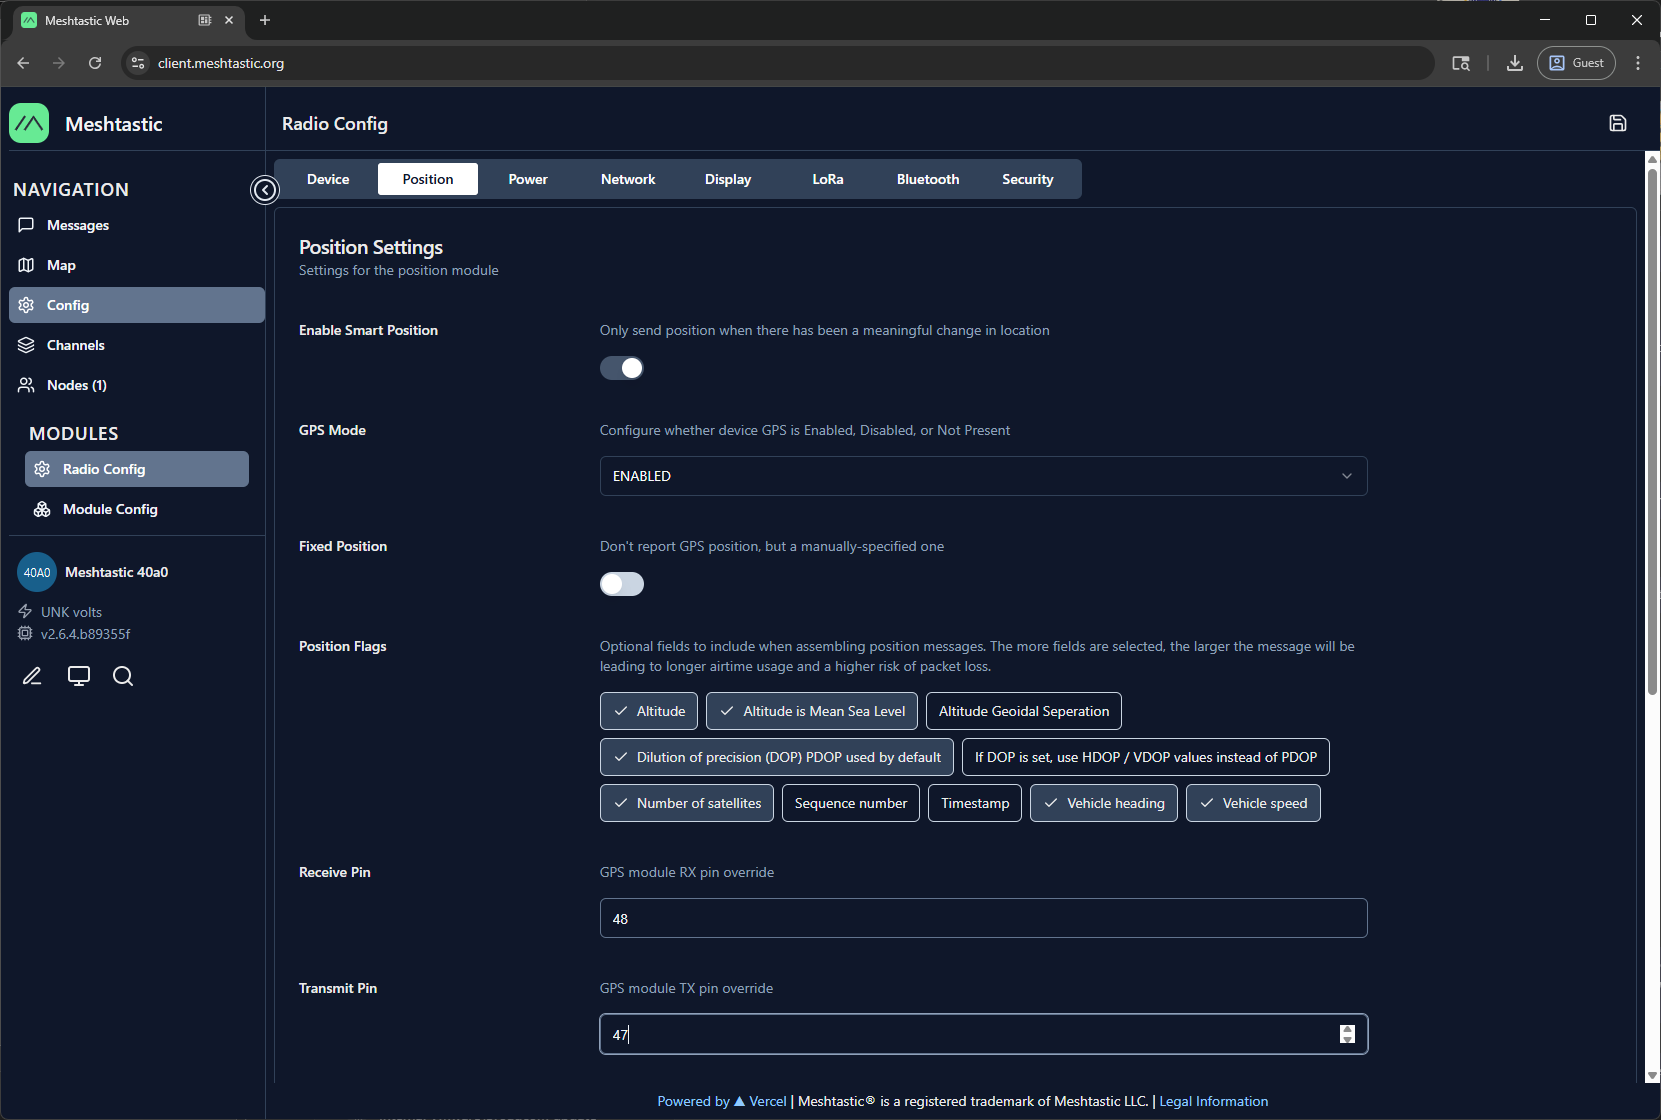 Meshtastic Web
client.meshtastic.org
Guest
Meshtastic
Radio Config
NAVIGATION
Messages
Map
Config
Channels
Nodes (1)
MODULES
Radio Config
Module Config
40A0
Meshtastic 40a0
UNK volts
v2.6.4.b89355f
Device
Position
Power
Network
Display
LoRa
Bluetooth
Security
Position Settings
Settings for the position module
Enable Smart Position
Only send position when there has been a meaningful change in location
GPS Mode
Configure whether device GPS is Enabled, Disabled, or Not Present
ENABLED
Fixed Position
Don't report GPS position, but a manually-specified one
Position Flags
Optional fields to include when assembling position messages. The more fields are selected, the larger the message will be
leading to longer airtime usage and a higher risk of packet loss.
Altitude
Altitude is Mean Sea Level
Altitude Geoidal Seperation
Dilution of precision (DOP) PDOP used by default
If DOP is set, use HDOP / VDOP values instead of PDOP
Number of satellites
Sequence number
Timestamp
Vehicle heading
Vehicle speed
Receive Pin
GPS module RX pin override
48
Transmit Pin
GPS module TX pin override
47
Powered by ▲ Vercel | Meshtastic® is a registered trademark of Meshtastic LLC. | Legal Information